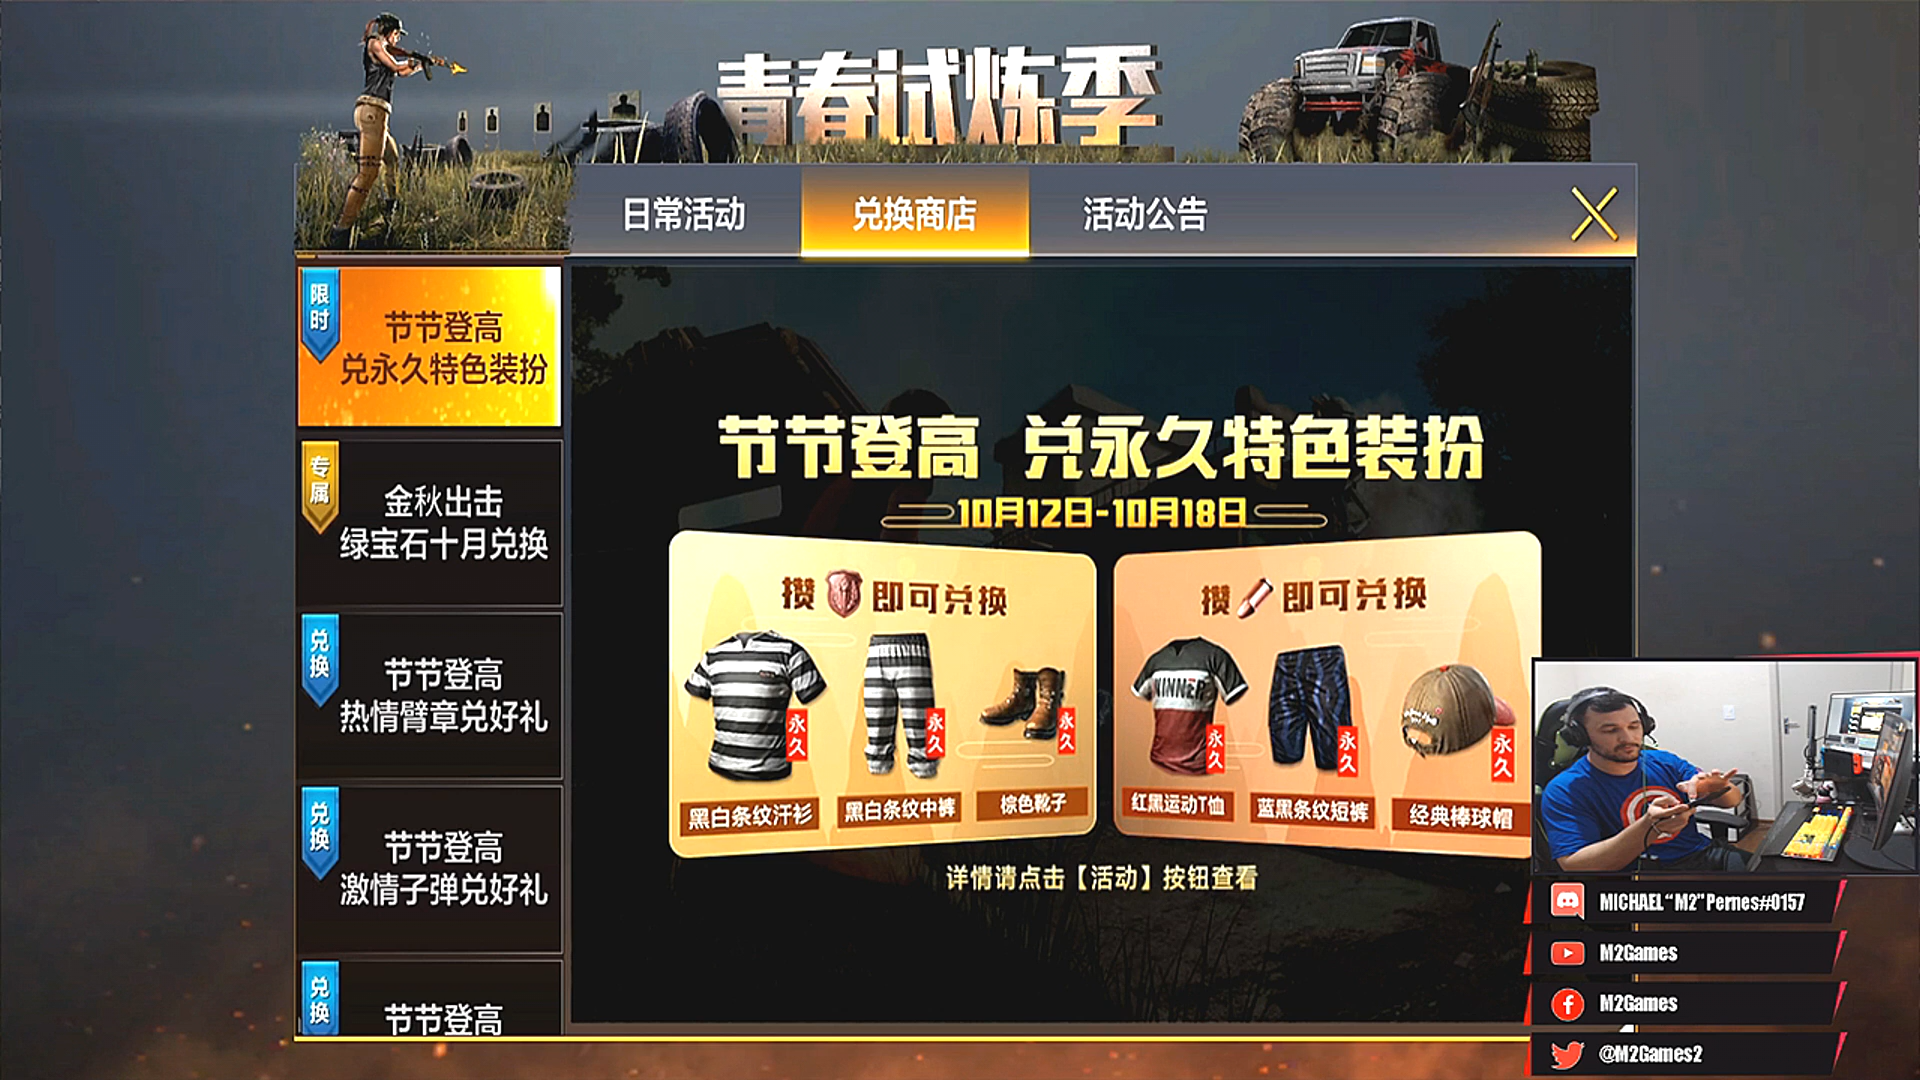 青春试炼季
日常活动
兑换商店
活动公告
限时
节节登高
兑永久特色装扮
专属
金秋出击
绿宝石十月兑换
兑换
节节登高
热情臂章兑好礼
兑换
节节登高
激情子弹兑好礼
兑换
节节登高
节节登高 兑永久特色装扮
10月12日-10月18日
攒 即可兑换
永久
永久
永久
黑白条纹汗衫
黑白条纹中裤
棕色靴子
攒 即可兑换
WINNER
永久
永久
永久
红黑运动T恤
蓝黑条纹短裤
经典棒球帽
详情请点击【活动】按钮查看
MICHAEL "M2" Pernes#0157
M2Games
M2Games
@M2Games2